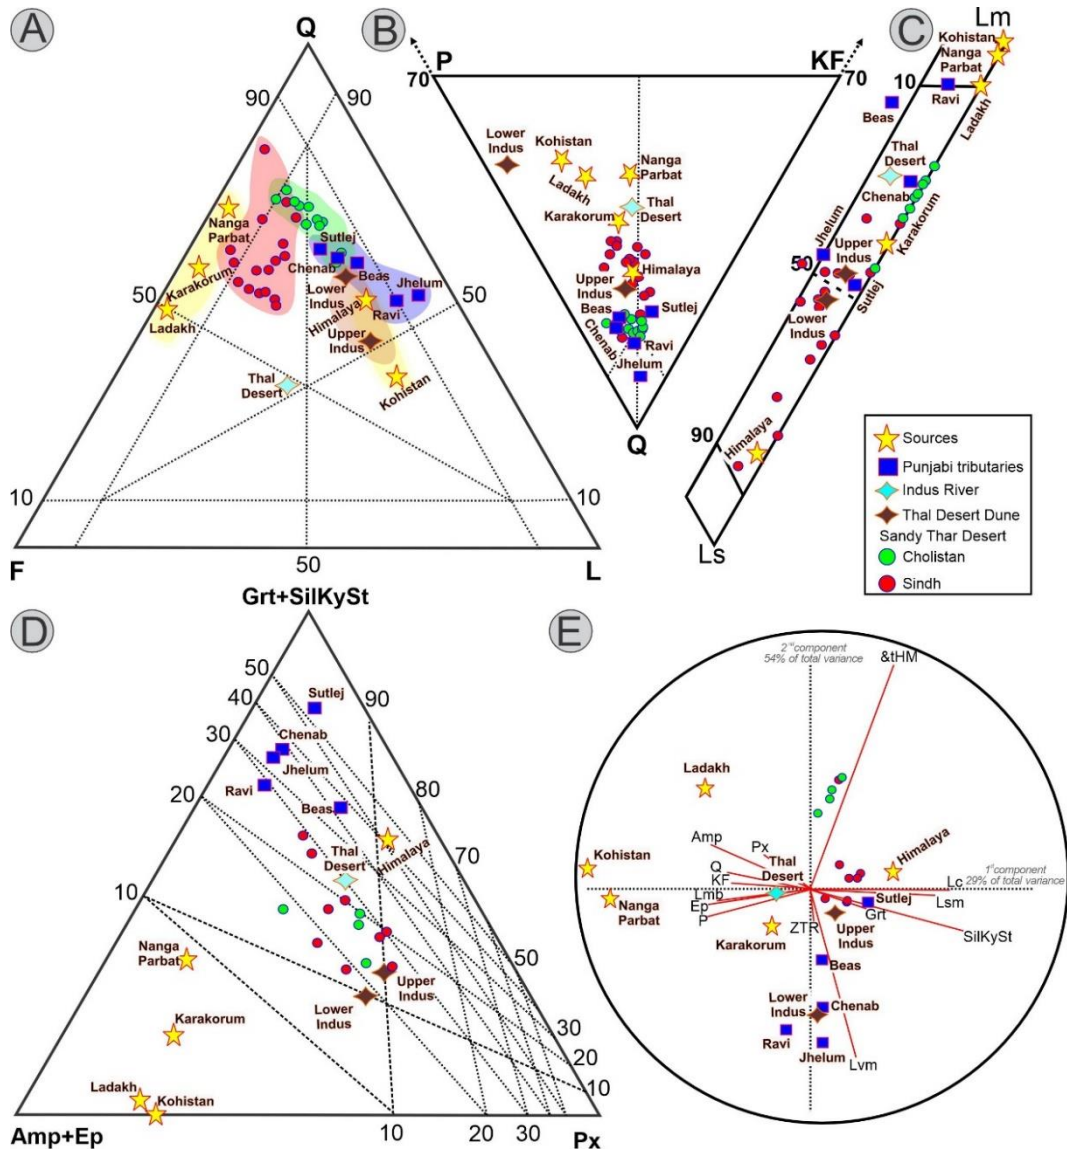 A
Q
90
90
Nanga
Parbat
Sutlej
Chenab
Beas
Jhelum
Karakorum
50
Lower
Indus
Himalaya
Ravi
50
Ladakh
Upper
Indus
Thal
Desert
Kohistan
10
10
F
50
L
B
P
KF
70
70
Lower
Indus
Kohistan
Ladakh
Nanga
Parbat
Thal
Desert
Karakorum
Himalaya
Upper
Indus
Beas
Sutlej
Chenab
Ravi
Jhelum
Q
C
Lm
Kohistan
Nanga
Parbat
10
Ravi
Ladakh
Beas
Thal
Desert
Chenab
Karakorum
Jhelum
Upper
Indus
50
Sutlej
Lower
Indus
90
Himalaya
Ls
Sources
Punjabi tributaries
Indus River
Thal Desert Dune
Sandy Thar Desert
Cholistan
Sindh
D
Grt+SilKySt
50
Sutlej
90
40
30
Chenab
Jhelum
Ravi
20
Beas
80
Thal
Desert
Himalaya
70
10
Nanga
Parbat
50
Upper
Indus
Lower
Indus
Karakorum
30
20
10
Ladakh
Kohistan
Amp+Ep
10
20
30
Px
E
2nd component
54% of total variance
&tHM
Ladakh
Amp
Px
Kohistan
Q
Thal
Desert
Himalaya
KF
1st component
29% of total variance
Lc
Nanga
Parbat
Lmb
Ep
P
Sutlej
Lsm
Grt
Karakorum
ZTR
Upper
Indus
SilKySt
Beas
Lower
Indus
Chenab
Ravi
Jhelum
Lvm